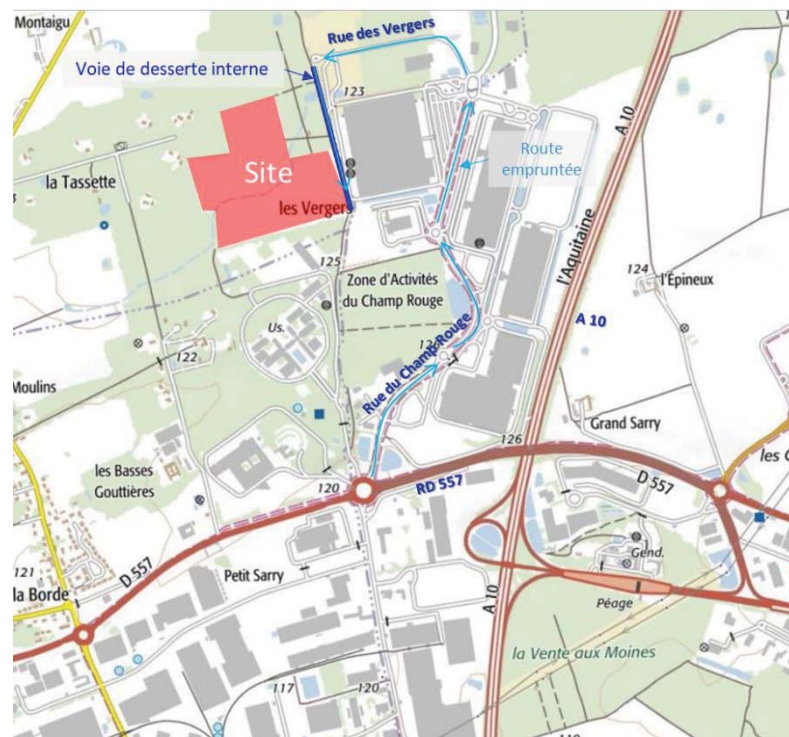 Montaigu
Rue des Vergers
Voie de desserte interne
123
A 10
la Tassette
Site
Route
empruntée
les Vergers
125
Zone d'Activités
du Champ Rouge
l'Aquitaine
124
l'Épineux
A 10
Us.
122
Rue du Champ Rouge
Moulins
Grand Sarry
126
les Basses
Gouttières
120
RD 557
D 557
D 557
121
la Borde
Petit Sarry
Gend.
A 10
Péage
la Vente aux Moines
117
120